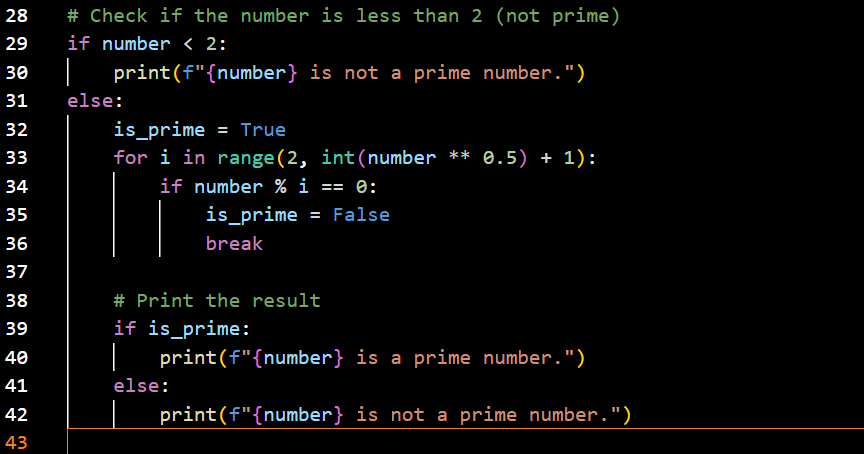 28 # Check if the number is less than 2 (not prime)
29 if number < 2:
30     print(f"{number} is not a prime number.")
31 else:
32     is_prime = True
33     for i in range(2, int(number ** 0.5) + 1):
34         if number % i == 0:
35             is_prime = False
36             break
37
38     # Print the result
39     if is_prime:
40         print(f"{number} is a prime number.")
41     else:
42         print(f"{number} is not a prime number.")
43